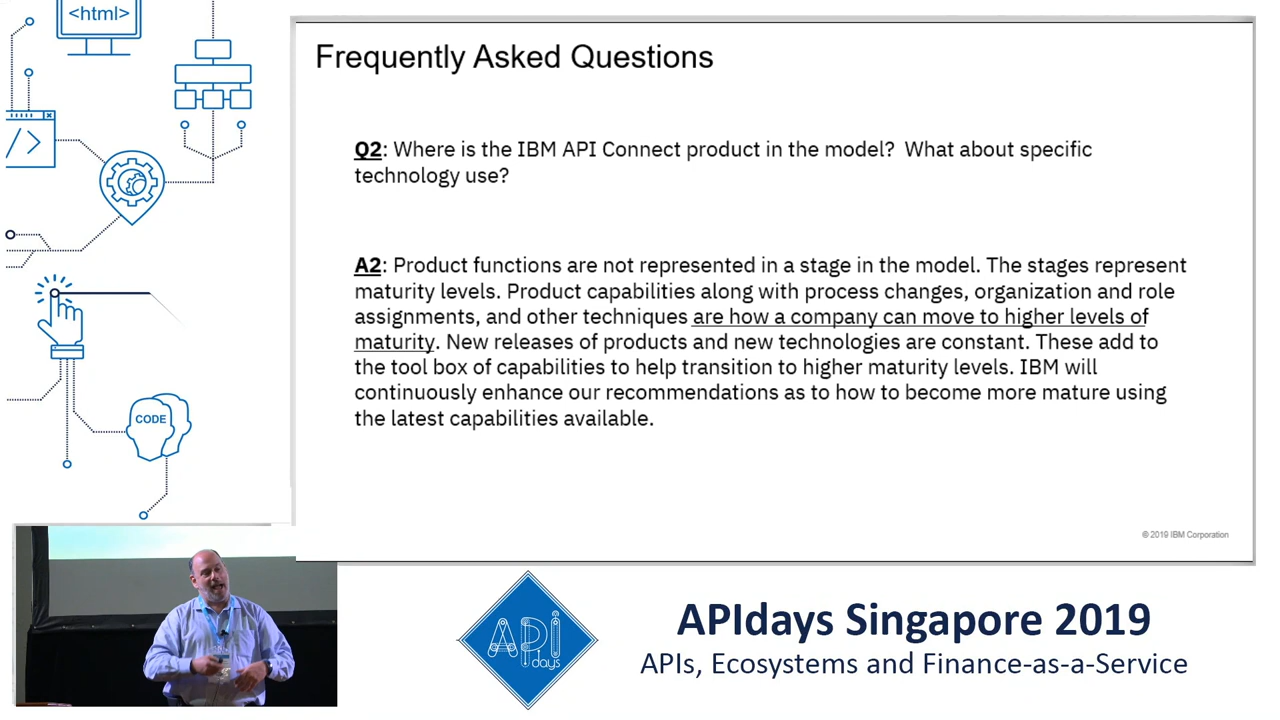 <html>
Frequently Asked Questions
Q2: Where is the IBM API Connect product in the model?  What about specific
technology use?
</>
A2: Product functions are not represented in a stage in the model. The stages represent
maturity levels. Product capabilities along with process changes, organization and role
assignments, and other techniques are how a company can move to higher levels of
maturity. New releases of products and new technologies are constant. These add to
the tool box of capabilities to help transition to higher maturity levels. IBM will
continuously enhance our recommendations as to how to become more mature using
the latest capabilities available.
CODE
© 2019 IBM Corporation
API
days
APIdays Singapore 2019
APIs, Ecosystems and Finance-as-a-Service